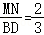 MN/BD = 2/3